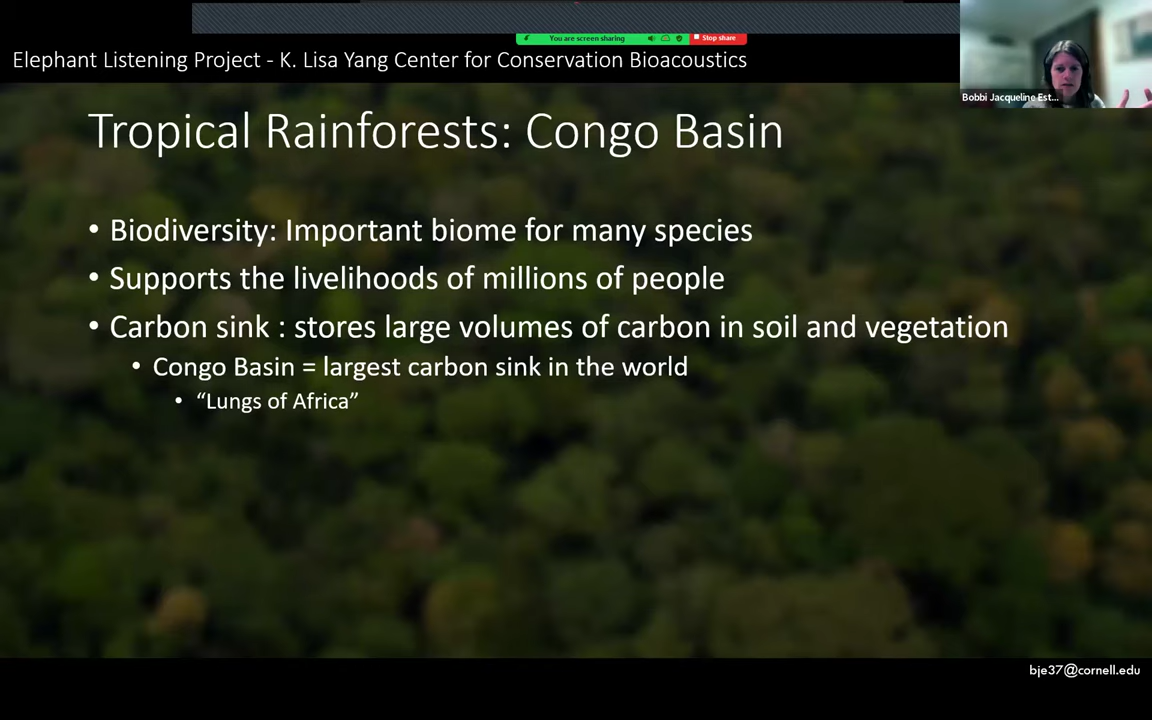 You are screen sharing
Stop share
Elephant Listening Project - K. Lisa Yang Center for Conservation Bioacoustics
Bobbi Jacqueline Est...
Tropical Rainforests: Congo Basin
• Biodiversity: Important biome for many species
• Supports the livelihoods of millions of people
• Carbon sink : stores large volumes of carbon in soil and vegetation
• Congo Basin = largest carbon sink in the world
• “Lungs of Africa”
bje37@cornell.edu